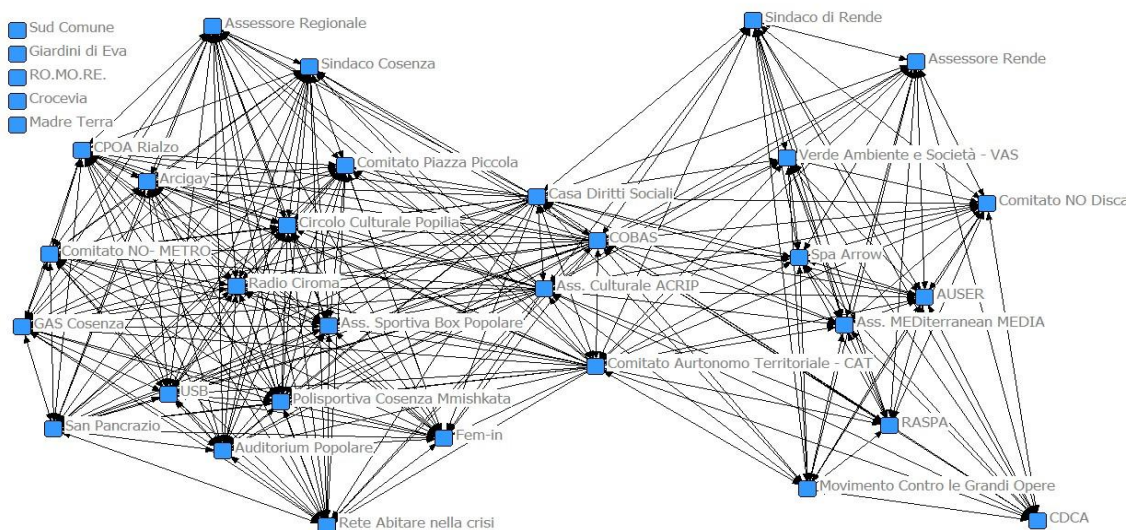 Sud Comune
Giardini di Eva
RO.MO.RE.
Crocevia
Madre Terra
Assessore Regionale
Sindaco Cosenza
Sindaco di Rende
Assessore Rende
CPOA Rialzo
Comitato Piazza Piccola
Verde Ambiente e Società - VAS
Arcigay
Casa Diritti Sociali
Comitato NO Disca
Circolo Culturale Popilia
COBAS
Comitato NO- METRO
Spa Arrow
Radio Ciroma
Ass. Culturale ACRIP
AUSER
GAS Cosenza
Ass. Sportiva Box Popolare
Ass. MEDiterranean MEDIA
Comitato Aurtonomo Territoriale - CAT
USB
Polisportiva Cosenza Mmishkata
San Pancrazio
Fem-in
RASPA
Auditorium Popolare
Movimento Contro le Grandi Opere
Rete Abitare nella crisi
CDCA